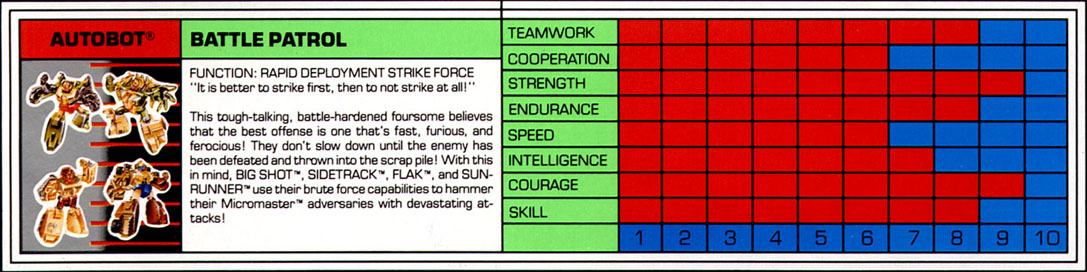 AUTOBOT®
BATTLE PATROL
FUNCTION: RAPID DEPLOYMENT STRIKE FORCE
"It is better to strike first, then to not strike at all!"
This tough-talking, battle-hardened foursome believes
that the best offense is one that's fast, furious, and
ferocious! They don't slow down until the enemy has
been defeated and thrown into the scrap pile! With this
in mind, BIG SHOT™, SIDETRACK™, FLAK™, and SUN-
RUNNER™ use their brute force capabilities to hammer
their Micromaster™ adversaries with devastating at-
tacks!
TEAMWORK
COOPERATION
STRENGTH
ENDURANCE
SPEED
INTELLIGENCE
COURAGE
SKILL
1 2 3 4 5 6 7 8 9 10